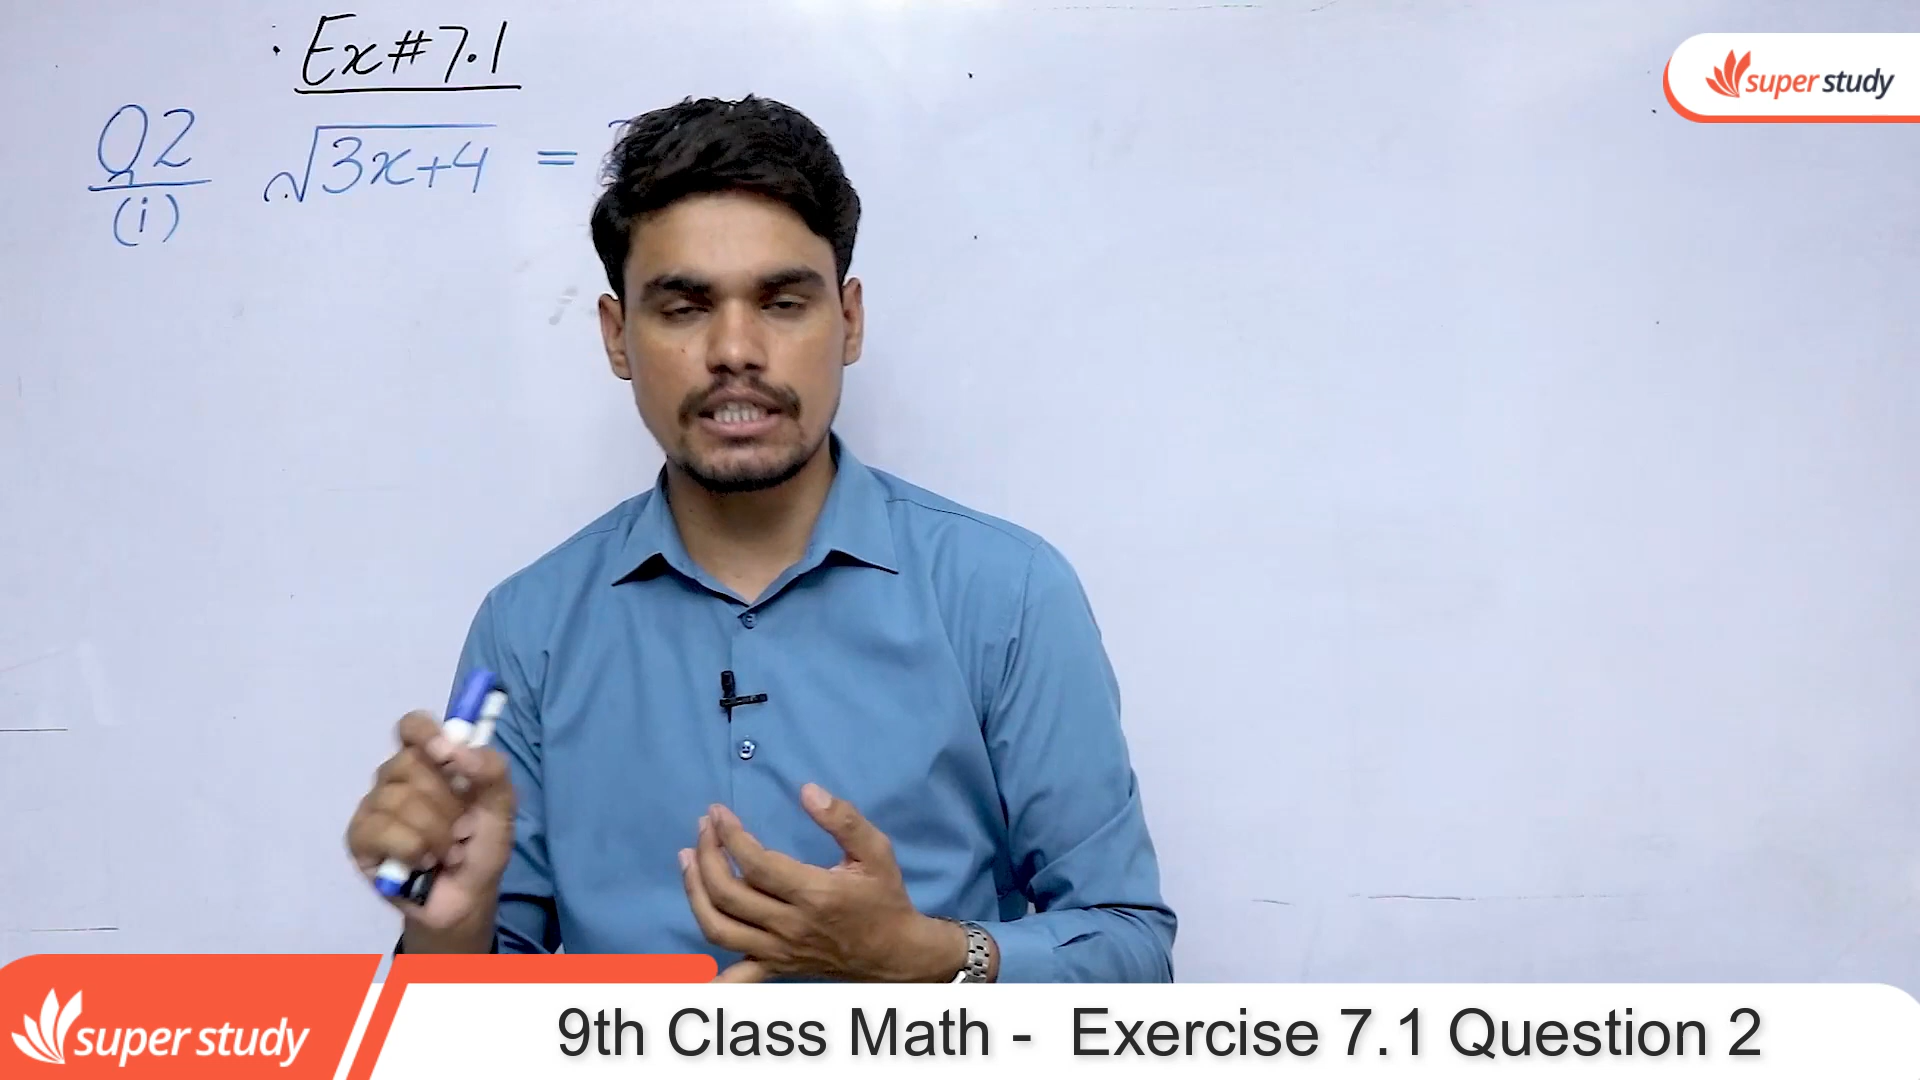 Ex#7.1
super study
Q2 √3x+4 =
(i)
super study
9th Class Math - Exercise 7.1 Question 2